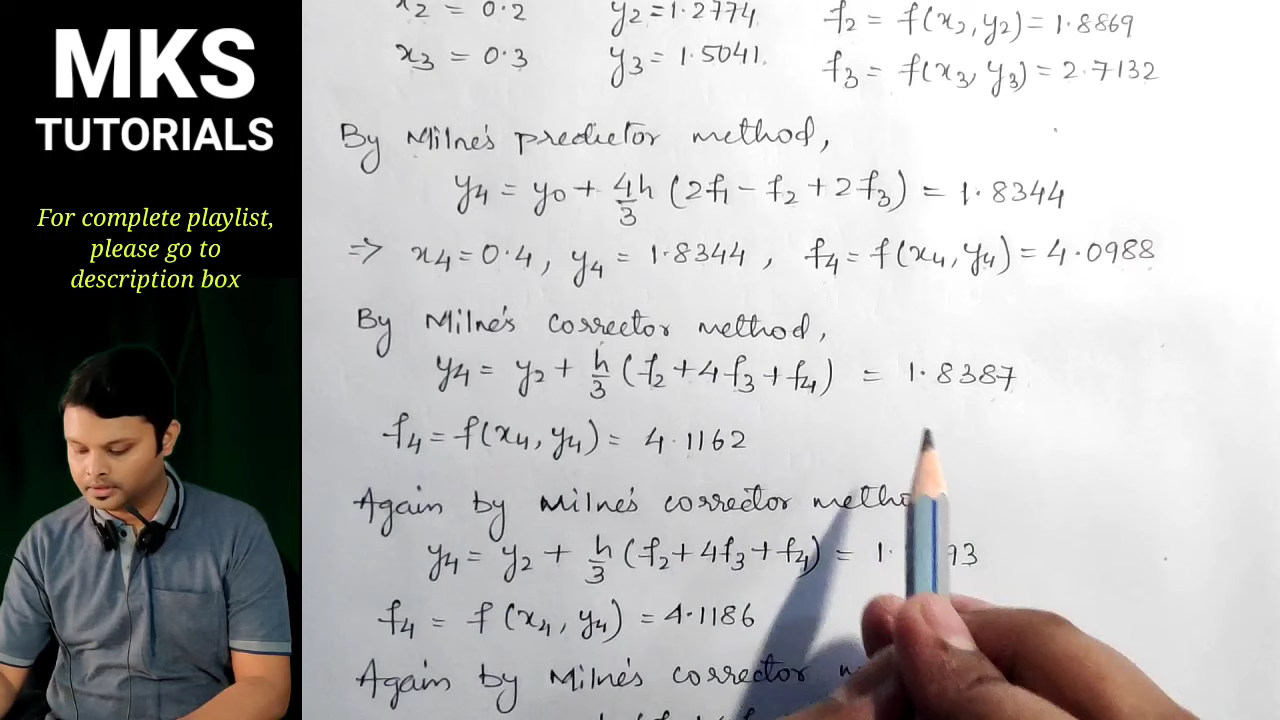 MKS
TUTORIALS
For complete playlist,
please go to
description box
x2 = 0.2 y2 = 1.2774 f2 = f(x2, y2) = 1.8869
x3 = 0.3 y3 = 1.5041. f3 = f(x3, y3) = 2.7132
By Milne's predictor method,
y4 = y0 + 4h/3 (2f1 - f2 + 2f3) = 1.8344
⇒ x4 = 0.4, y4 = 1.8344, f4 = f(x4, y4) = 4.0988
By Milne's corrector method,
y4 = y2 + h/3 (f2 + 4f3 + f4) = 1.8387
f4 = f(x4, y4) = 4.1162
Again by Milne's corrector
y4 = y2 + h/3 (f2 + 4f3 + f4) =
f4 = f(x4, y4) = 4.1186
Again by Milne's corrector